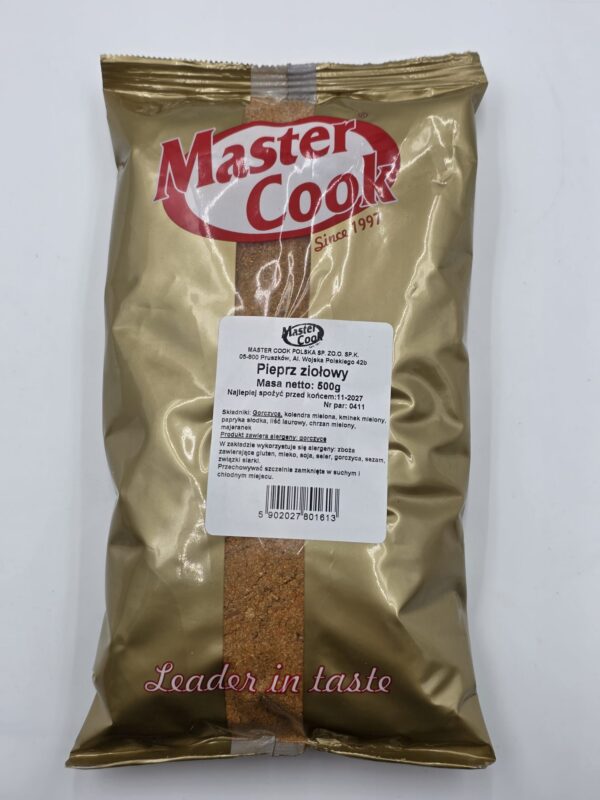 Master
Cook
®
Since 1997
Master
Cook
MASTER COOK POLSKA SP. ZO.O. SP.K.
05-800 Pruszków, Al. Wojska Polskiego 42b
Pieprz ziołowy
Masa netto: 500g
Najlepiej spożyć przed końcem:11-2027
Nr par: 0411
Składniki: Gorczyca, kolendra mielona, kminek mielony,
papryka słodka, liść laurowy, chrzan mielony,
majeranek
Produkt zawiera alergeny: gorczycę
W zakładzie wykorzystuje się alergeny: zboża
zawierające gluten, mleko, soja, seler, gorczyca, sezam,
związki siarki.
Przechowywać szczelnie zamknięte w suchym i
chłodnym miejscu.
5 902027 801613
Leader in taste